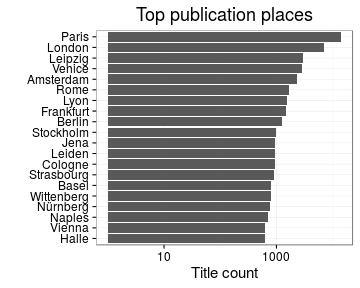 Top publication places
Paris
London
Leipzig
Venice
Amsterdam
Rome
Lyon
Frankfurt
Berlin
Stockholm
Jena
Leiden
Cologne
Strasbourg
Basel
Wittenberg
Nürnberg
Naples
Vienna
Halle
10 1000
Title count